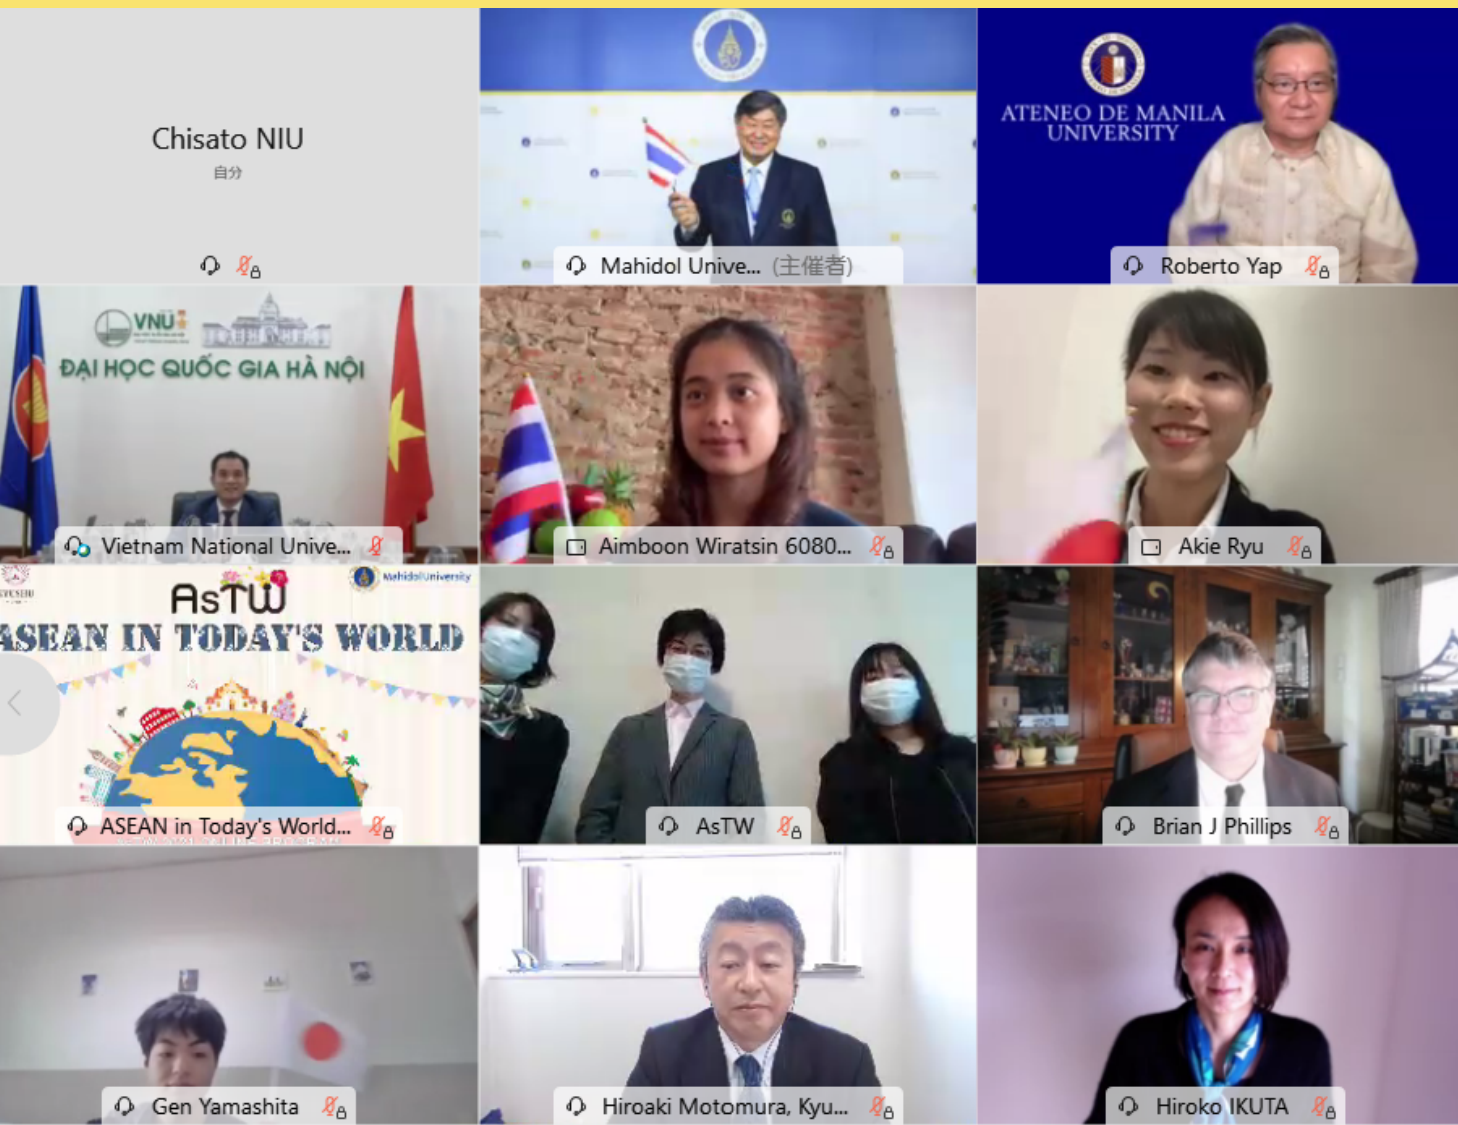 Chisato NIU
自分
Mahidol Unive... (主催者)
ATENEO DE MANILA
UNIVERSITY
Roberto Yap
VNU
ĐẠI HỌC QUỐC GIA HÀ NỘI
Vietnam National Unive...
Aimboon Wiratsin 6080...
Akie Ryu
Mahidol University
AsTW
ASEAN IN TODAY'S WORLD
ASEAN in Today's World...
AsTW
Brian J Phillips
Gen Yamashita
Hiroaki Motomura, Kyu...
Hiroko IKUTA